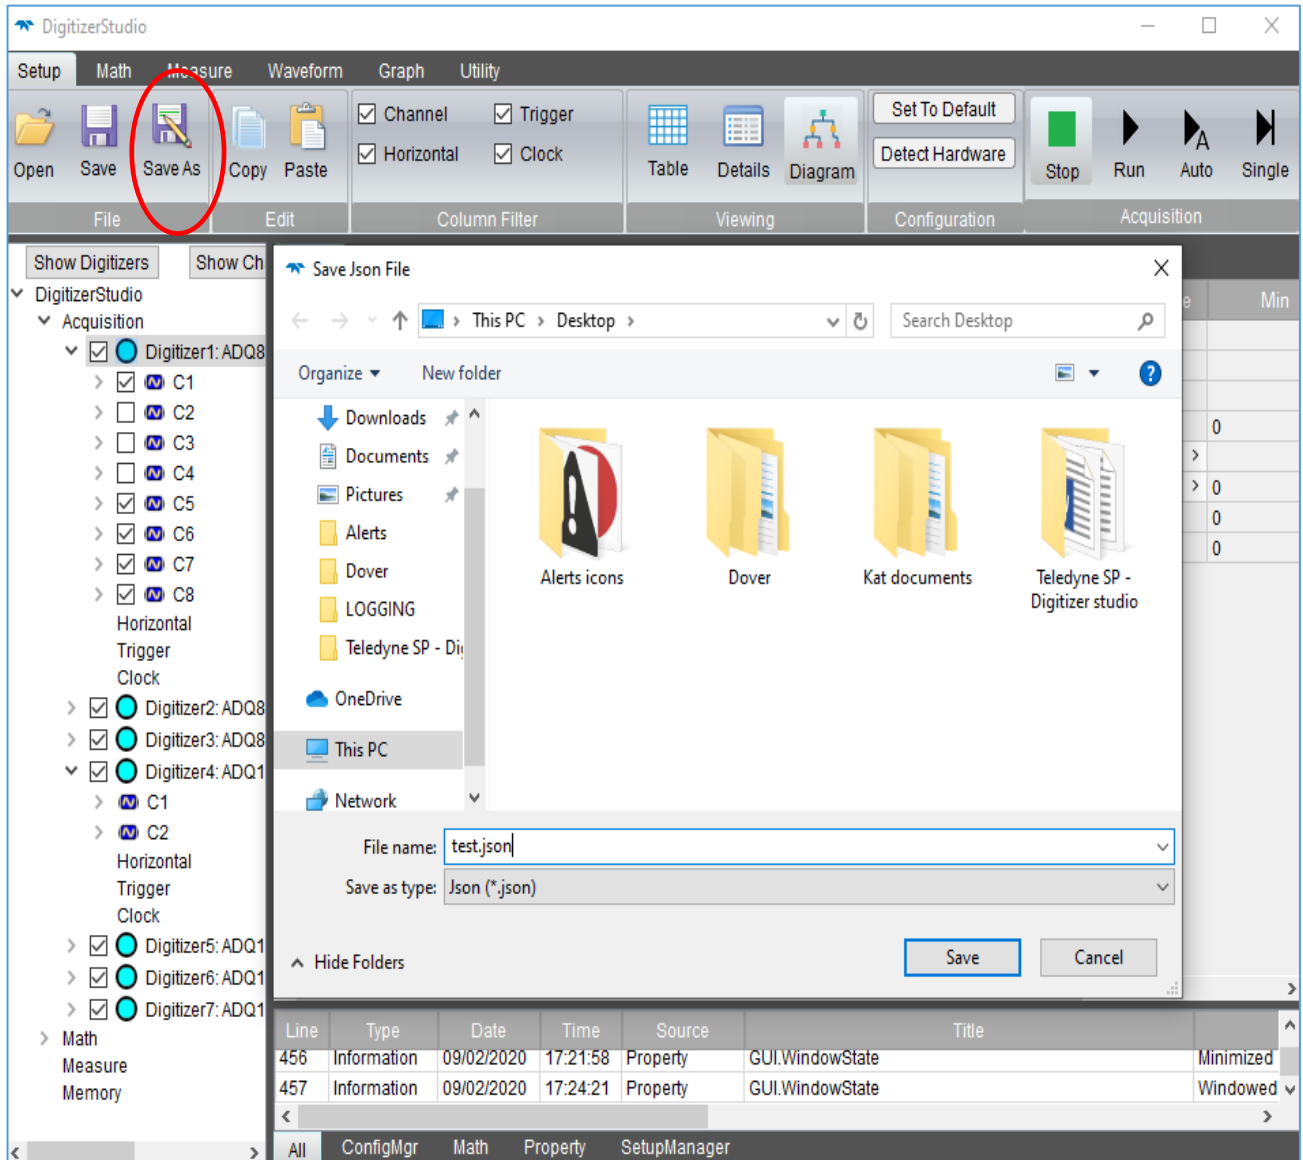 DigitizerStudio
Setup Math Measure Waveform Graph Utility
Open Save Save As Copy Paste
Channel Trigger
Horizontal Clock
Table Details Diagram
Set To Default
Detect Hardware
Stop Run Auto Single
File Edit Column Filter Viewing Configuration Acquisition
Show Digitizers Show Ch
DigitizerStudio
Acquisition
Digitizer1: ADQ8
C1
C2
C3
C4
C5
C6
C7
C8
Horizontal
Trigger
Clock
Digitizer2: ADQ8
Digitizer3: ADQ8
Digitizer4: ADQ1
C1
C2
Horizontal
Trigger
Clock
Digitizer5: ADQ1
Digitizer6: ADQ1
Digitizer7: ADQ1
Math
Measure
Memory
Save Json File
This PC > Desktop >
Search Desktop
Organize New folder
Downloads
Documents
Pictures
Alerts
Dover
LOGGING
Teledyne SP - Di
OneDrive
This PC
Network
Alerts icons
Dover
Kat documents
Teledyne SP -
Digitizer studio
File name: test.json
Save as type: Json (*.json)
Hide Folders
Save Cancel
e Min
0
0
0
0
Line Type Date Time Source Title
456 Information 09/02/2020 17:21:58 Property GUI.WindowState Minimized
457 Information 09/02/2020 17:24:21 Property GUI.WindowState Windowed
All ConfigMgr Math Property SetupManager